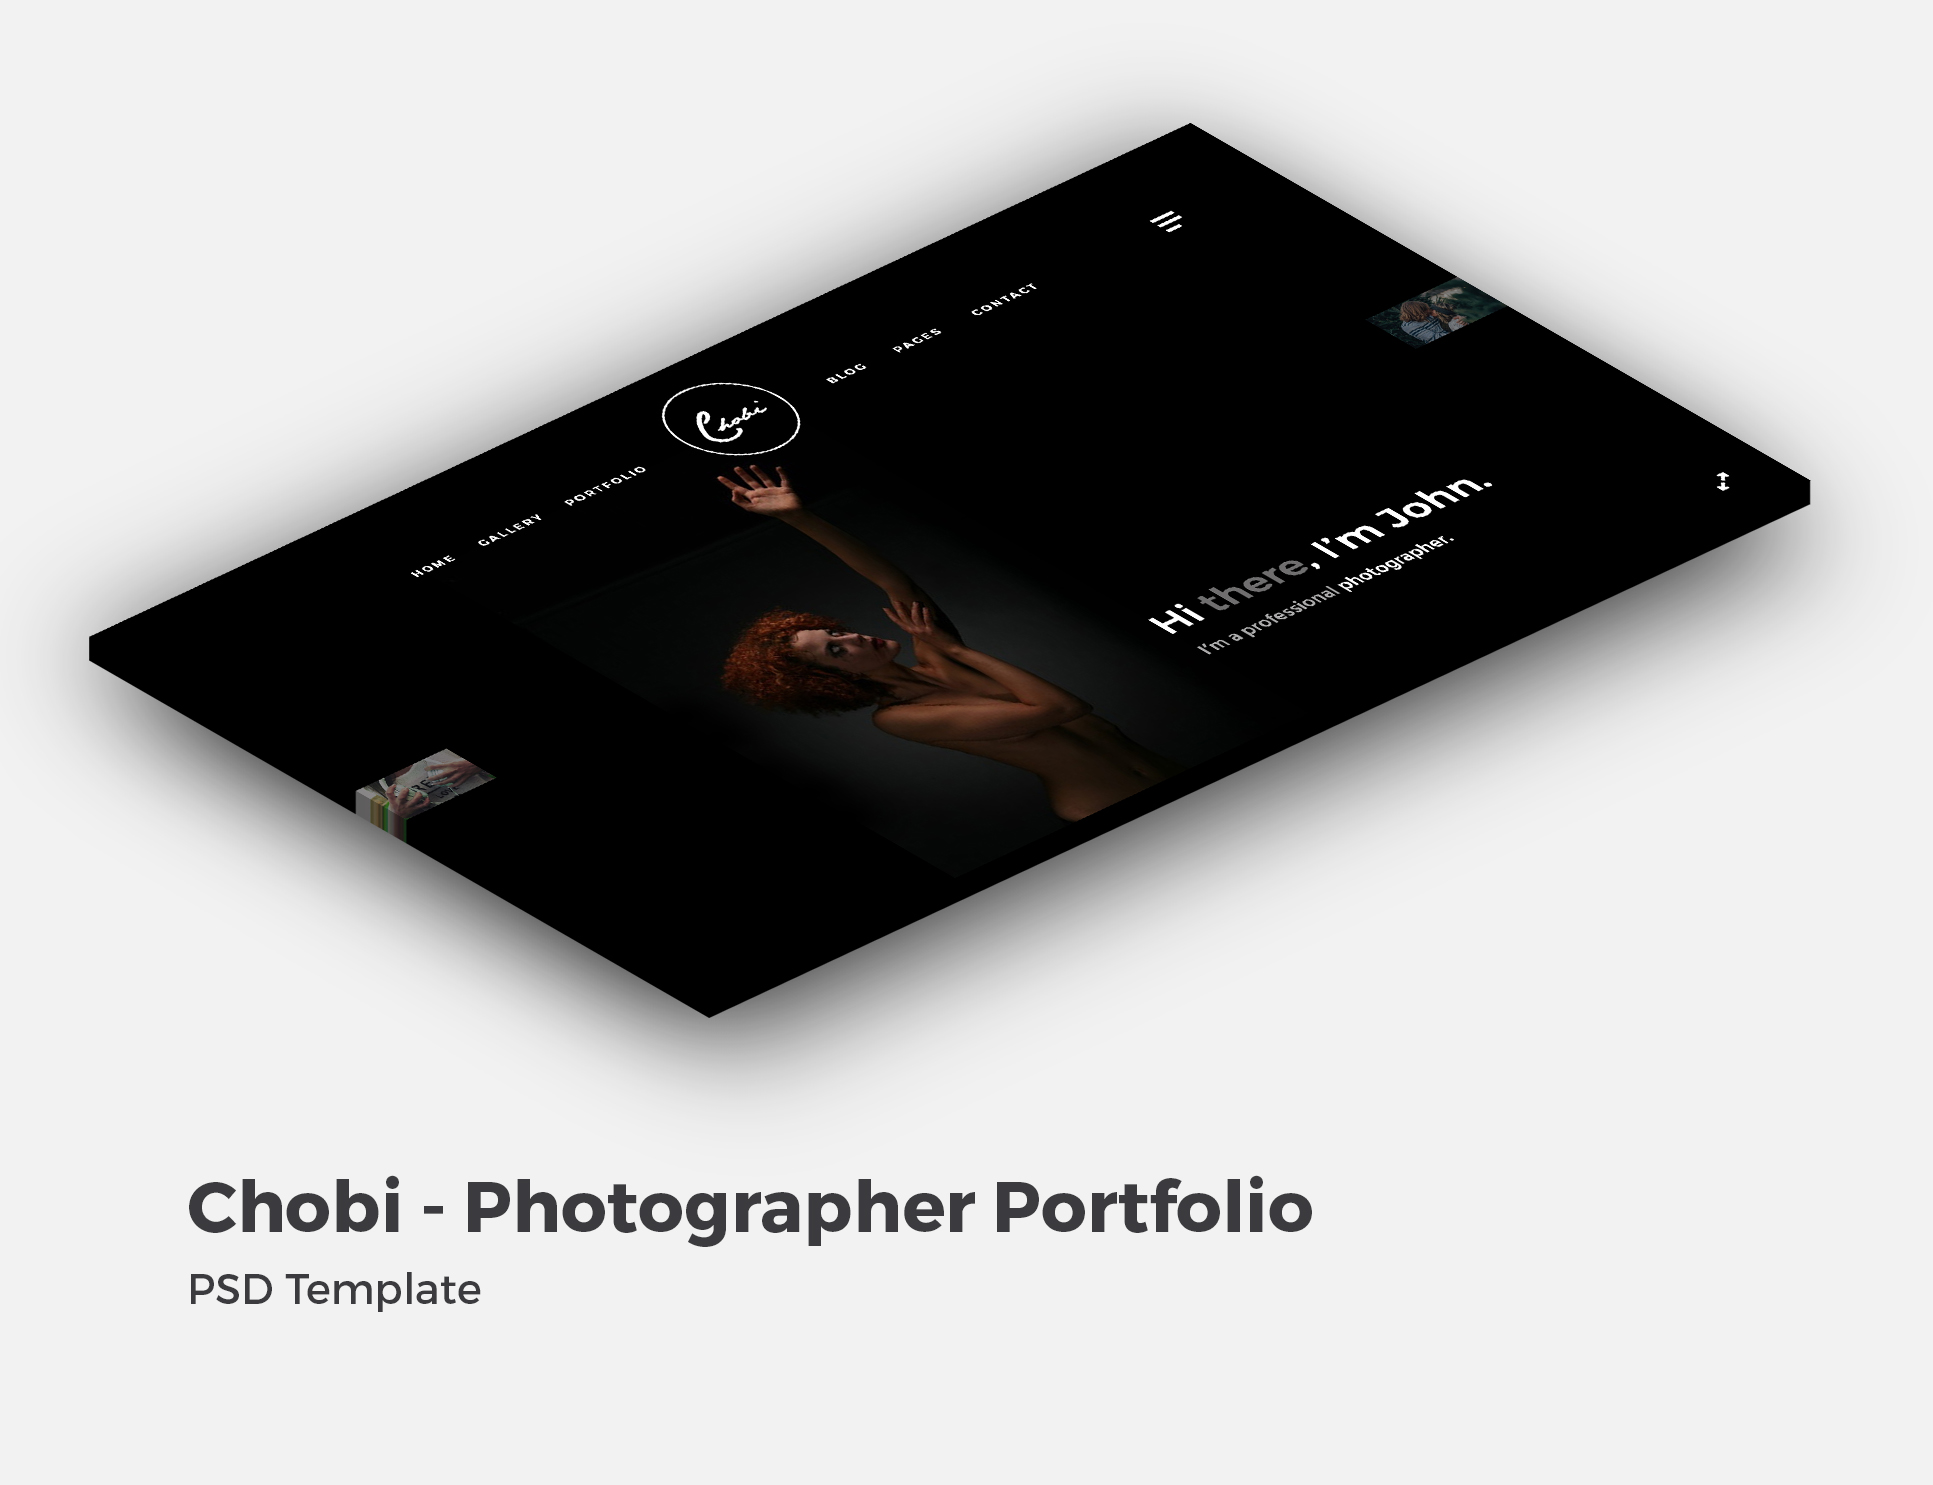 HOME GALLERY PORTFOLIO Chobi BLOG PAGES CONTACT
Hi there, I'm John.
I'm a professional photographer.
Chobi - Photographer Portfolio
PSD Template